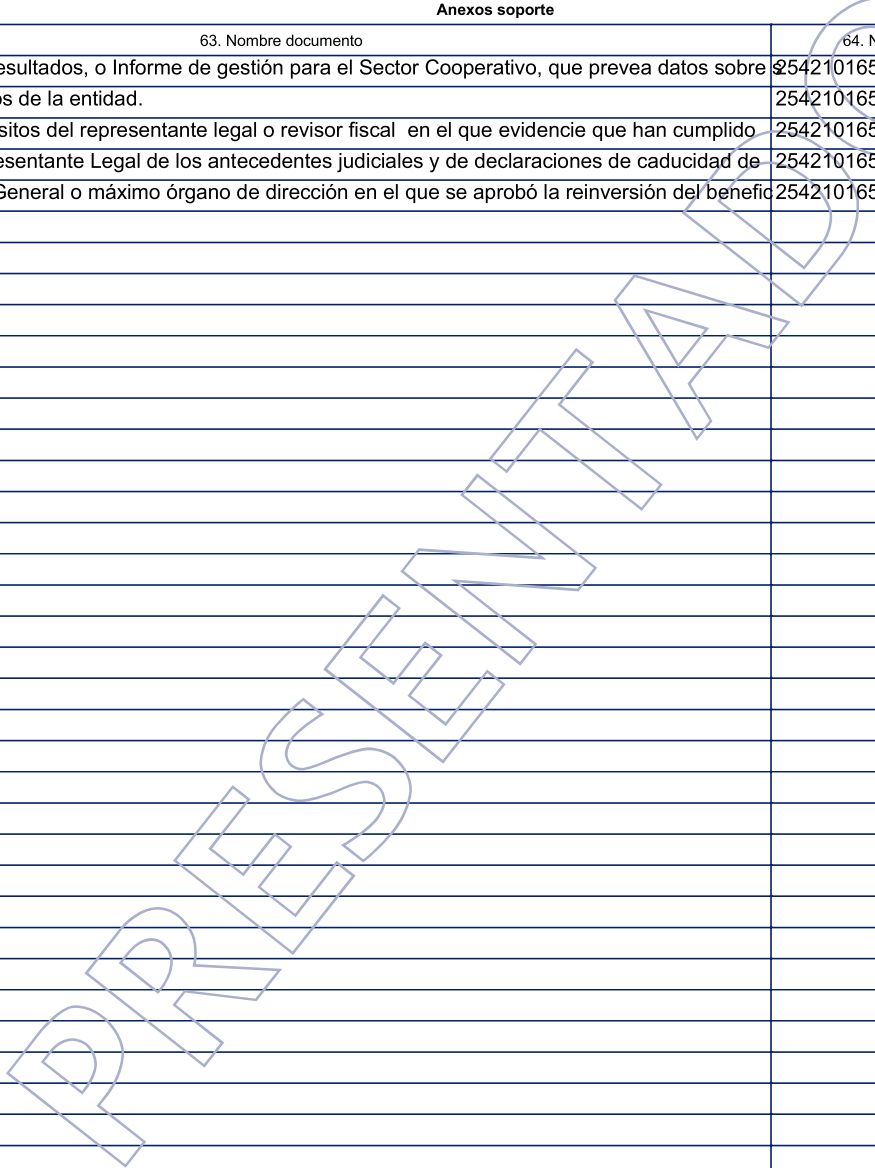 Anexos soporte
63. Nombre documento 64. N
esultados, o Informe de gestión para el Sector Cooperativo, que prevea datos sobre s 254210165
os de la entidad. 254210165
sitos del representante legal o revisor fiscal en el que evidencie que han cumplido 254210165
esentante Legal de los antecedentes judiciales y de declaraciones de caducidad de 254210165
General o máximo órgano de dirección en el que se aprobó la reinversión del benefic 254210165
PRESENTADO